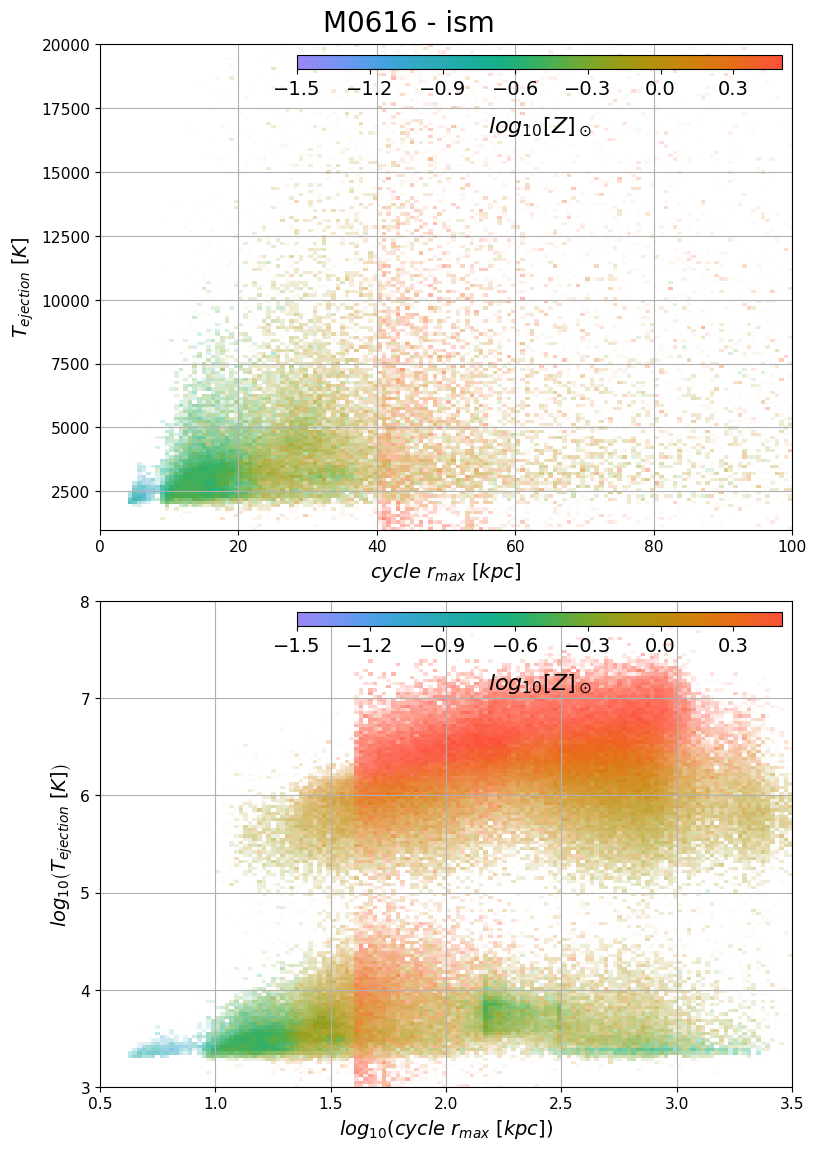 M0616 - ism
20000
17500
15000
12500
10000
7500
5000
2500
T_ejection [K]
−1.5 −1.2 −0.9 −0.6 −0.3 0.0 0.3
log₁₀[Z]⊙
0 20 40 60 80 100
cycle r_max [kpc]
8
7
6
5
4
3
log₁₀(T_ejection [K])
−1.5 −1.2 −0.9 −0.6 −0.3 0.0 0.3
log₁₀[Z]⊙
0.5 1.0 1.5 2.0 2.5 3.0 3.5
log₁₀(cycle r_max [kpc])